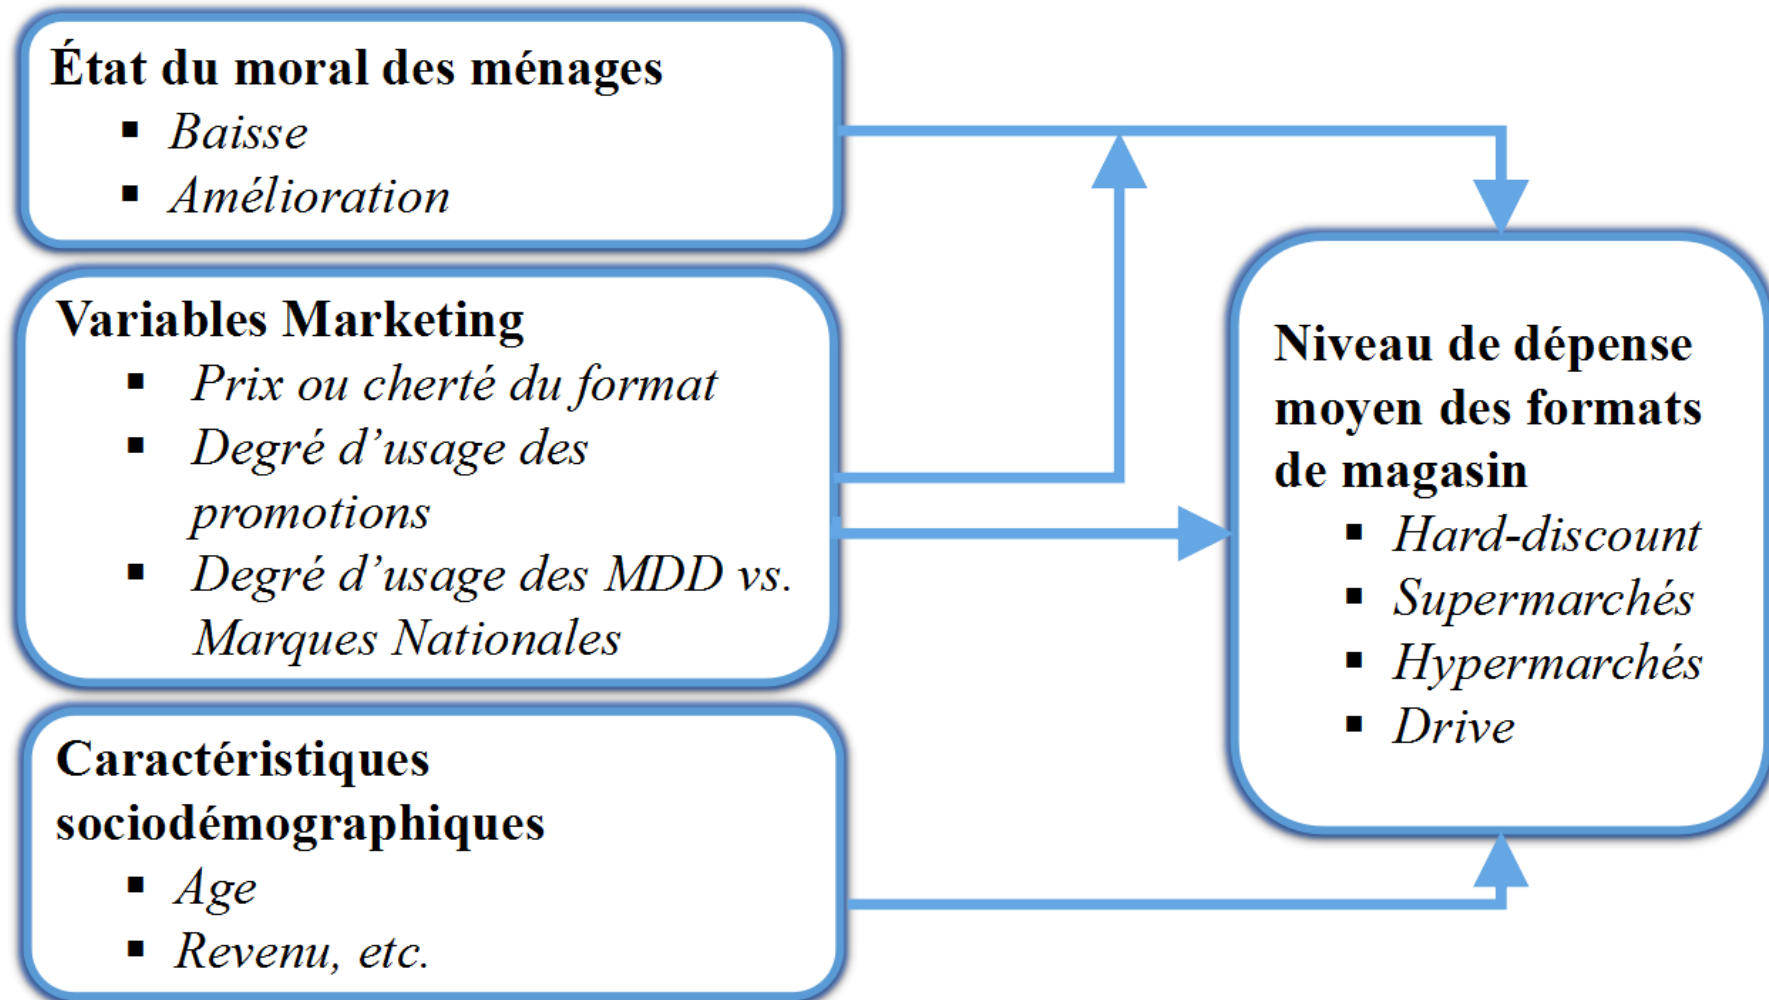 État du moral des ménages
▪ Baisse
▪ Amélioration
Variables Marketing
▪ Prix ou cherté du format
▪ Degré d’usage des
promotions
▪ Degré d’usage des MDD vs.
Marques Nationales
Caractéristiques
sociodémographiques
▪ Age
▪ Revenu, etc.
Niveau de dépense
moyen des formats
de magasin
▪ Hard-discount
▪ Supermarchés
▪ Hypermarchés
▪ Drive